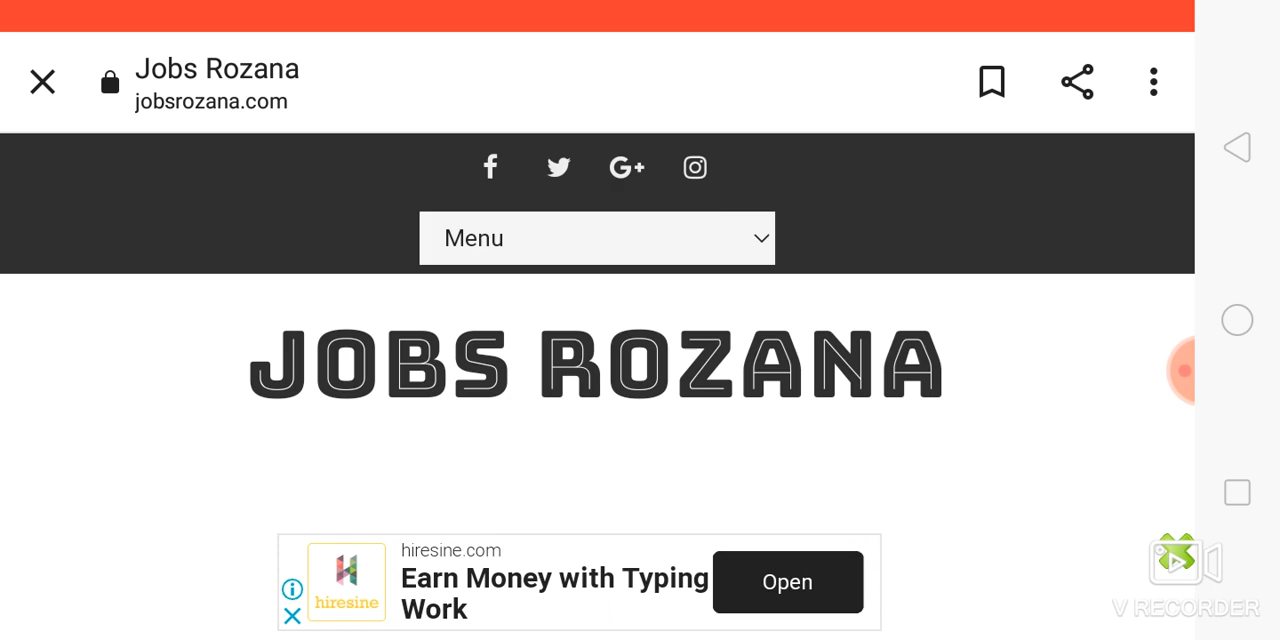 Jobs Rozana
jobsrozana.com
f G+
Menu
JOBS ROZANA
hiresine.com
Earn Money with Typing
Work
hiresine
Open
V RECORDER